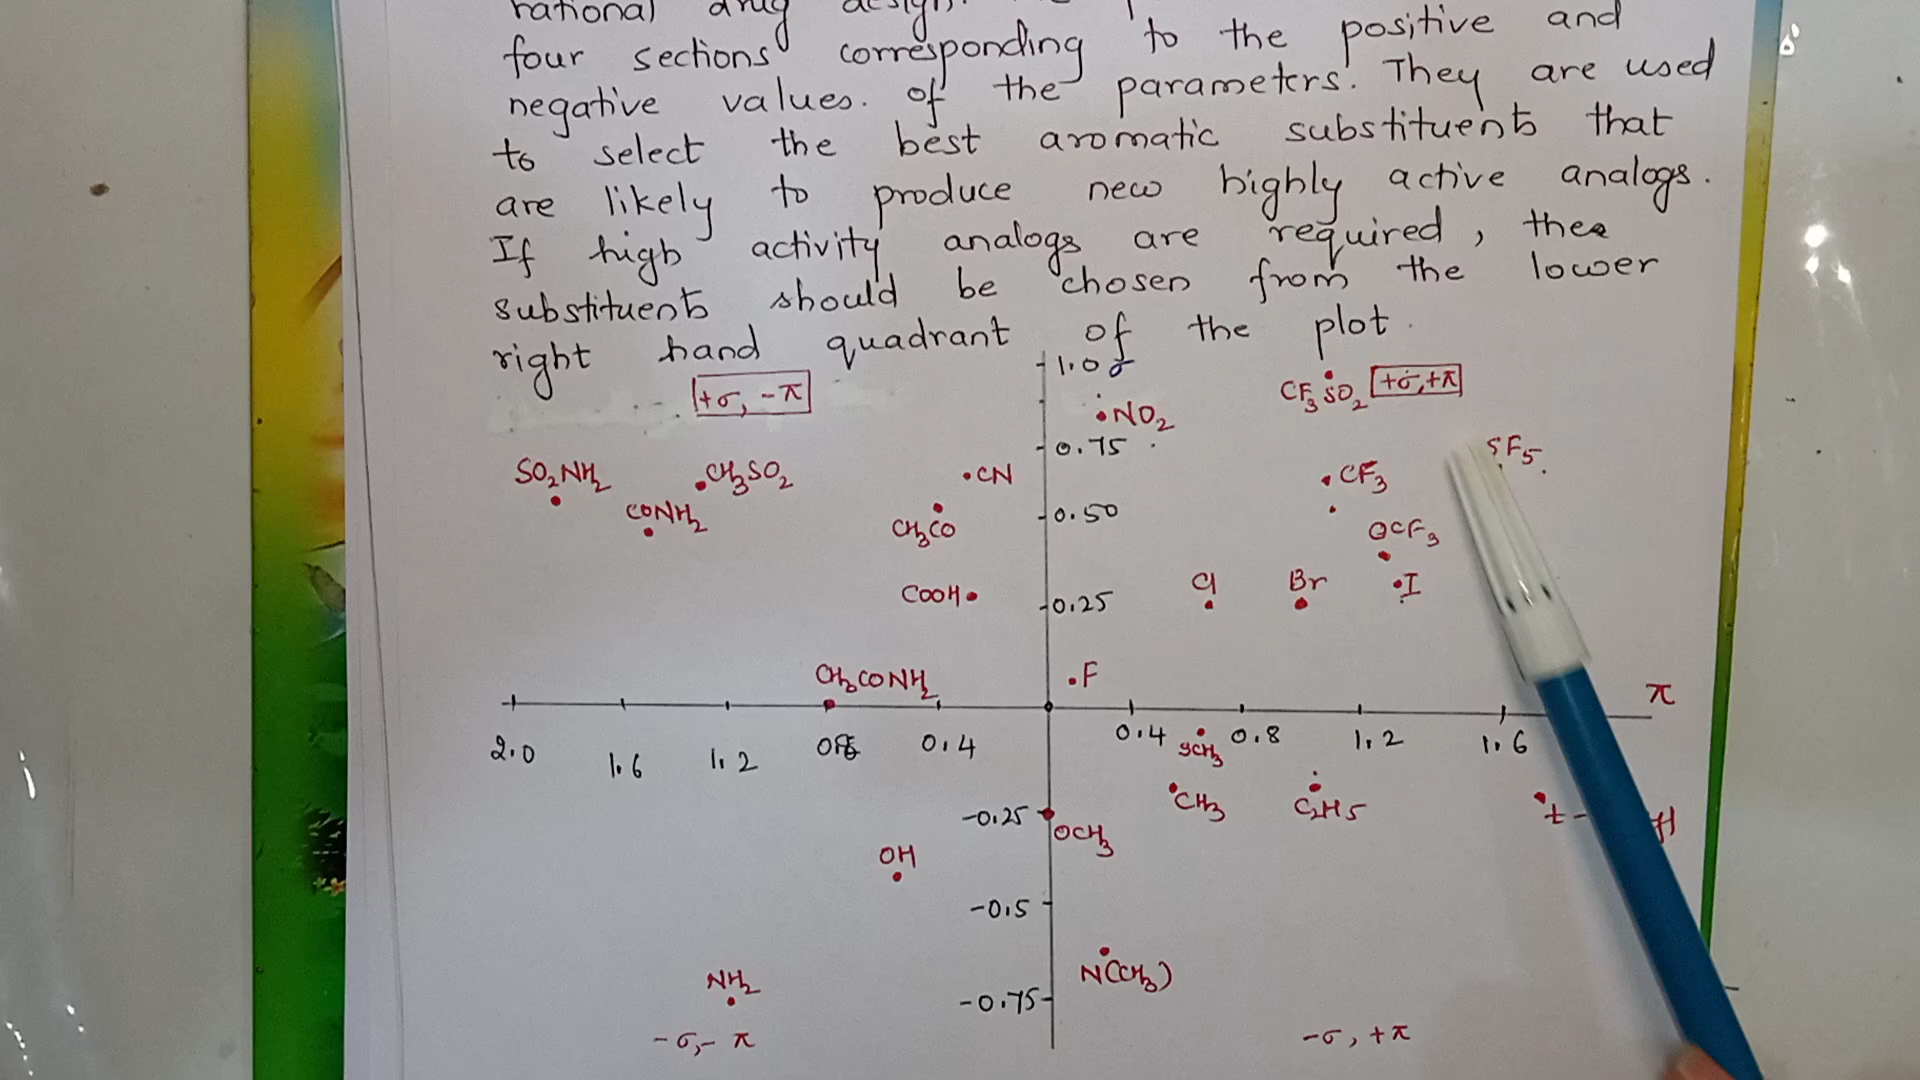 rational drug design.
four sections corresponding to the positive and
negative values. of the parameters. They are used
to select the best aromatic substituents that
are likely to produce new highly active analogs.
If high activity analogs are required, the
substituents should be chosen from the lower
right hand quadrant of the plot.
1.0 σ
+σ, -π
CF3SO2 +σ,+π
NO2
0.75
SF5
SO2NH2
CH3SO2
CN
CF3
CONH2
CH3CO
0.50
OCF3
COOH
0.25
Cl
Br
I
CH3CONH2
F
π
2.0 1.6 1.2 0.4 0.4 0.8 1.2 1.6
SCH3
CH3
C2H5
t-
-0.25
OCH3
OH
-0.5
NH2
N(CH3)
-0.75
-σ,-π
-σ,+π